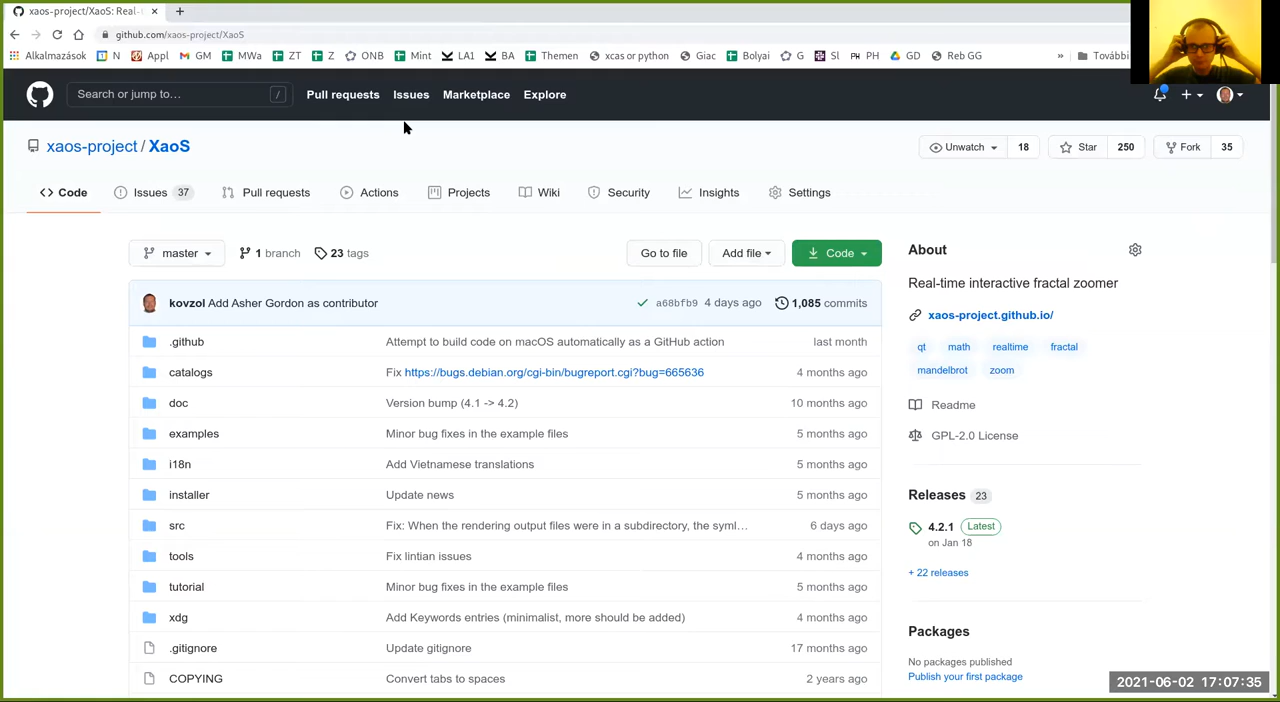 xaos-project/XaoS: Real-
github.com/xaos-project/XaoS
Alkalmazások N Appl GM MWa ZT Z ONB Mint LA1 BA Themen xcas or python Giac Bolyai G Sl PH PH GD Reb GG » További
Search or jump to… / Pull requests Issues Marketplace Explore
xaos-project / XaoS Unwatch 18 Star 250 Fork 35
Code Issues 37 Pull requests Actions Projects Wiki Security Insights Settings
master 1 branch 23 tags Go to file Add file Code
kovzol Add Asher Gordon as contributor a68bfb9 4 days ago 1,085 commits
.github Attempt to build code on macOS automatically as a GitHub action last month
catalogs Fix https://bugs.debian.org/cgi-bin/bugreport.cgi?bug=665636 4 months ago
doc Version bump (4.1 -> 4.2) 10 months ago
examples Minor bug fixes in the example files 5 months ago
i18n Add Vietnamese translations 5 months ago
installer Update news 5 months ago
src Fix: When the rendering output files were in a subdirectory, the syml… 6 days ago
tools Fix lintian issues 4 months ago
tutorial Minor bug fixes in the example files 5 months ago
xdg Add Keywords entries (minimalist, more should be added) 4 months ago
.gitignore Update gitignore 17 months ago
COPYING Convert tabs to spaces 2 years ago
About
Real-time interactive fractal zoomer
xaos-project.github.io/
qt math realtime fractal
mandelbrot zoom
Readme
GPL-2.0 License
Releases 23
4.2.1 Latest
on Jan 18
+ 22 releases
Packages
No packages published
Publish your first package
2021-06-02 17:07:35